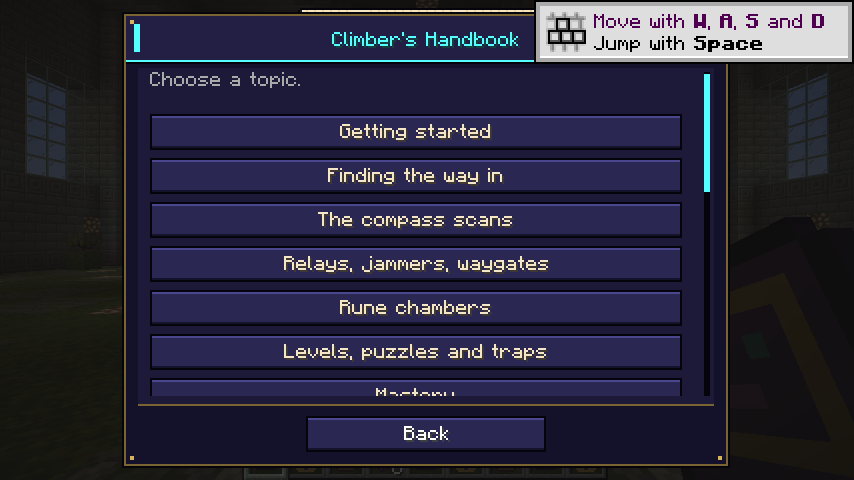 Climber's Handbook
Move with W, A, S and D
Jump with Space
Choose a topic.
Getting started
Finding the way in
The compass scans
Relays, jammers, waygates
Rune chambers
Levels, puzzles and traps
Mastery
Back